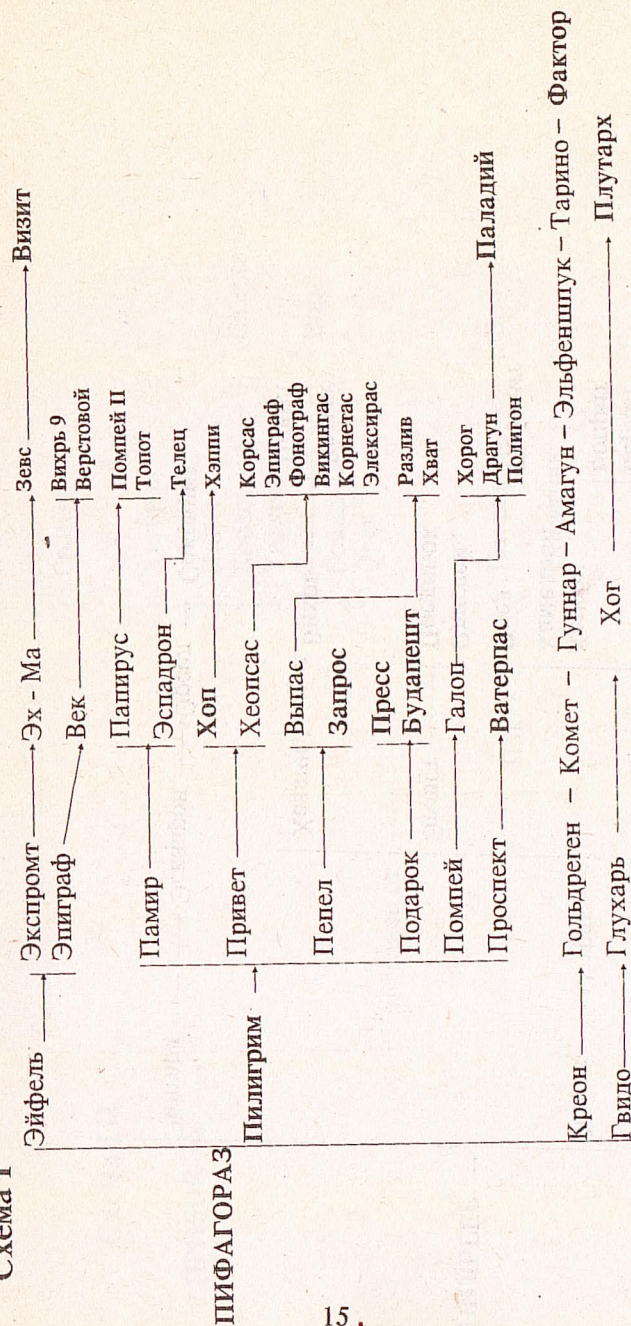 Схема 1
Эйфель
Экспромт
Эх - Ма
Зевс
Визит
Эпиграф
Век
Вихрь 9
Верстовой
Памир
Папирус
Помпей II
Топот
Эспадрон
Телец
ПИФАГОРАЗ
Пилигрим
Привет
Хоп
Хэппи
Хеопсас
Корсас
Эпиграф
Фонограф
Викингас
Корнетас
Элексирас
Пепел
Выпас
Запрос
Разлив
Хват
Подарок
Пресс
Будапешт
Помпей
Галоп
Хорог
Драгун
Полигон
Паладий
Проспект
Ватерпас
Креон
Гольдреген – Комет – Гуннар – Амагун – Эльфеншпук – Тарино – Фактор
Гвидо
Глухарь
Хог
Плутарх
15 .